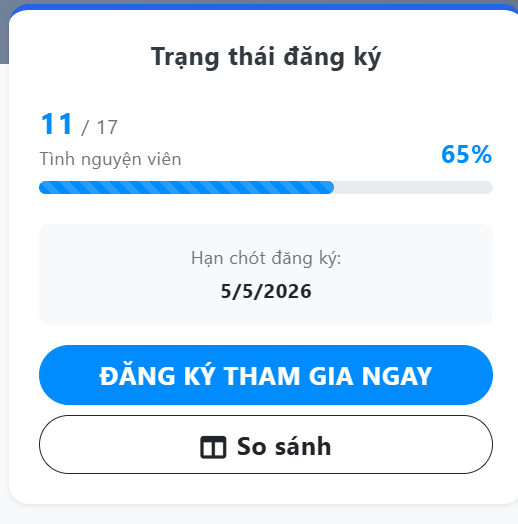 Trạng thái đăng ký
11 / 17
Tình nguyện viên
65%
Hạn chót đăng ký:
5/5/2026
ĐĂNG KÝ THAM GIA NGAY
So sánh